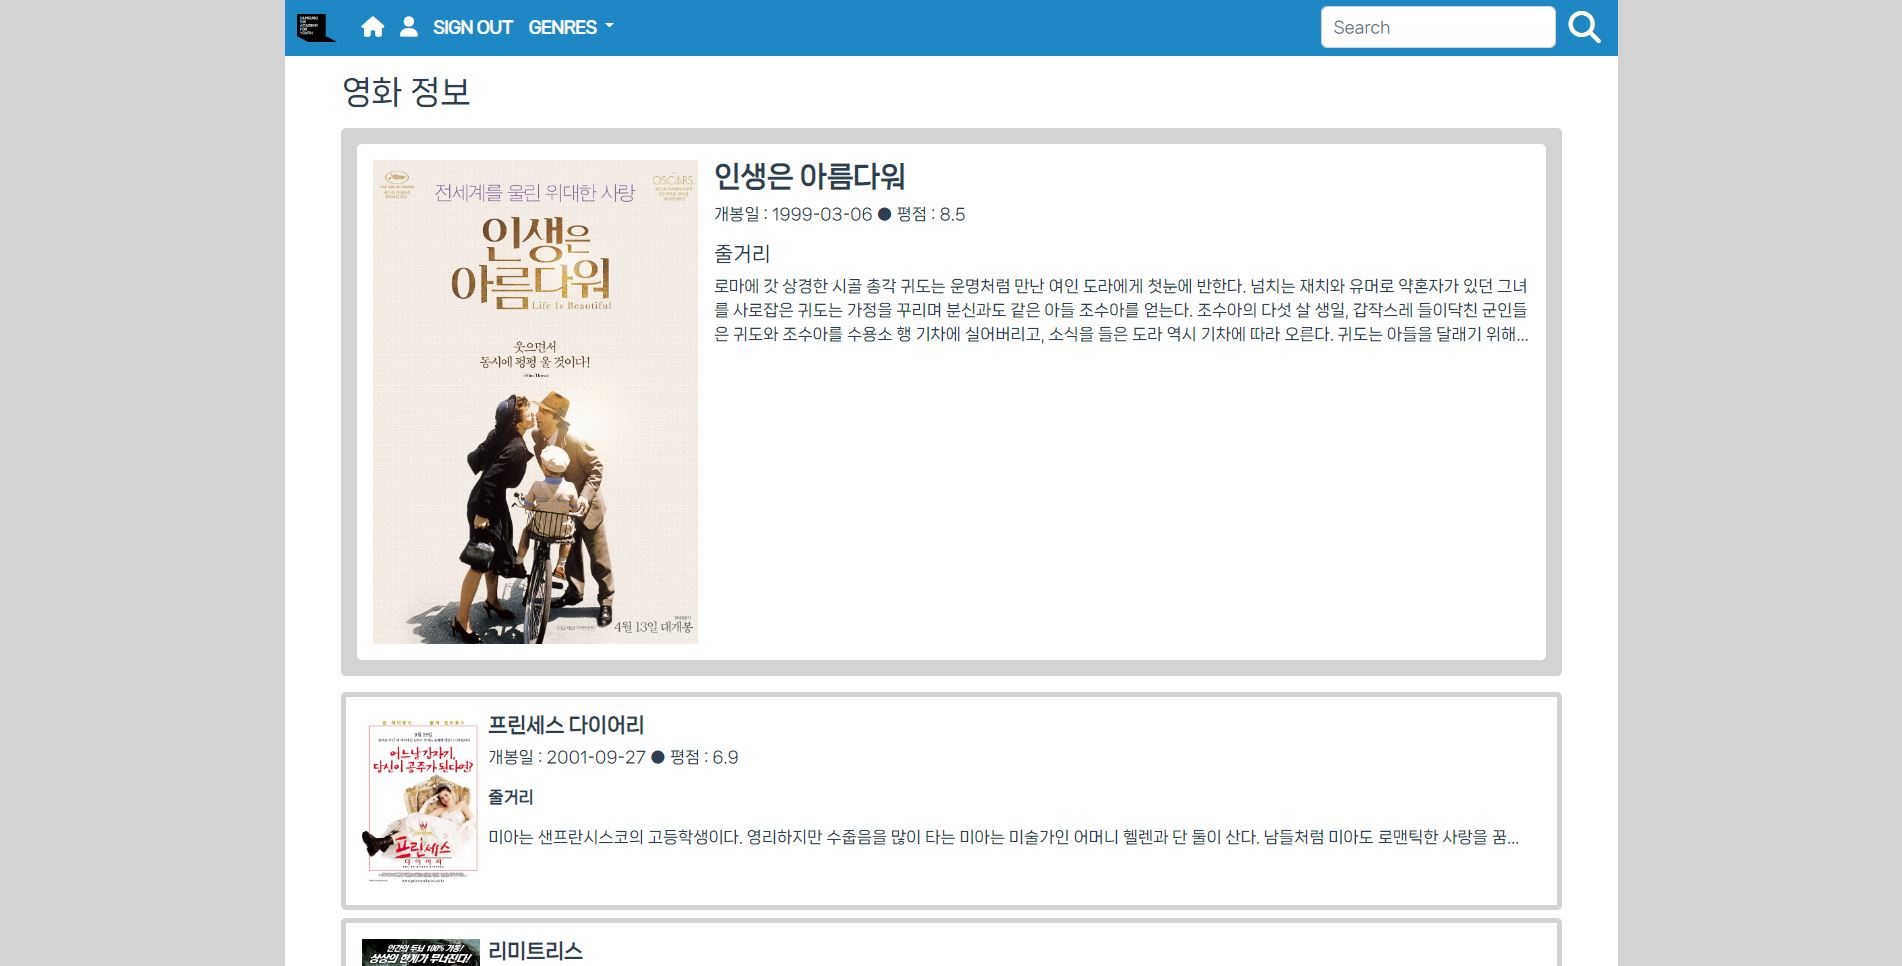 SAMSUNG
SW
ACADEMY
FOR
YOUTH
SIGN OUT GENRES
Search
영화 정보
전세계를 울린 위대한 사랑
OSCARS
인생은
아름다워
Life Is Beautiful
웃으면서
동시에 펑펑 울 것이다!
4월 13일 대개봉
인생은 아름다워
개봉일 : 1999-03-06 ● 평점 : 8.5
줄거리
로마에 갓 상경한 시골 총각 귀도는 운명처럼 만난 여인 도라에게 첫눈에 반한다. 넘치는 재치와 유머로 약혼자가 있던 그녀
를 사로잡은 귀도는 가정을 꾸리며 분신과도 같은 아들 조수아를 얻는다. 조수아의 다섯 살 생일, 갑작스레 들이닥친 군인들
은 귀도와 조수아를 수용소 행 기차에 실어버리고, 소식을 들은 도라 역시 기차에 따라 오른다. 귀도는 아들을 달래기 위해...
어느날 갑자기,
당신이 공주가 된다면?
프린세스
다이어리
프린세스 다이어리
개봉일 : 2001-09-27 ● 평점 : 6.9
줄거리
미아는 샌프란시스코의 고등학생이다. 영리하지만 수줍음을 많이 타는 미아는 미술가인 어머니 헬렌과 단 둘이 산다. 남들처럼 미아도 로맨틱한 사랑을 꿈...
인간의 두뇌 100% 가동!
상상의 한계가 무너진다!
리미트리스